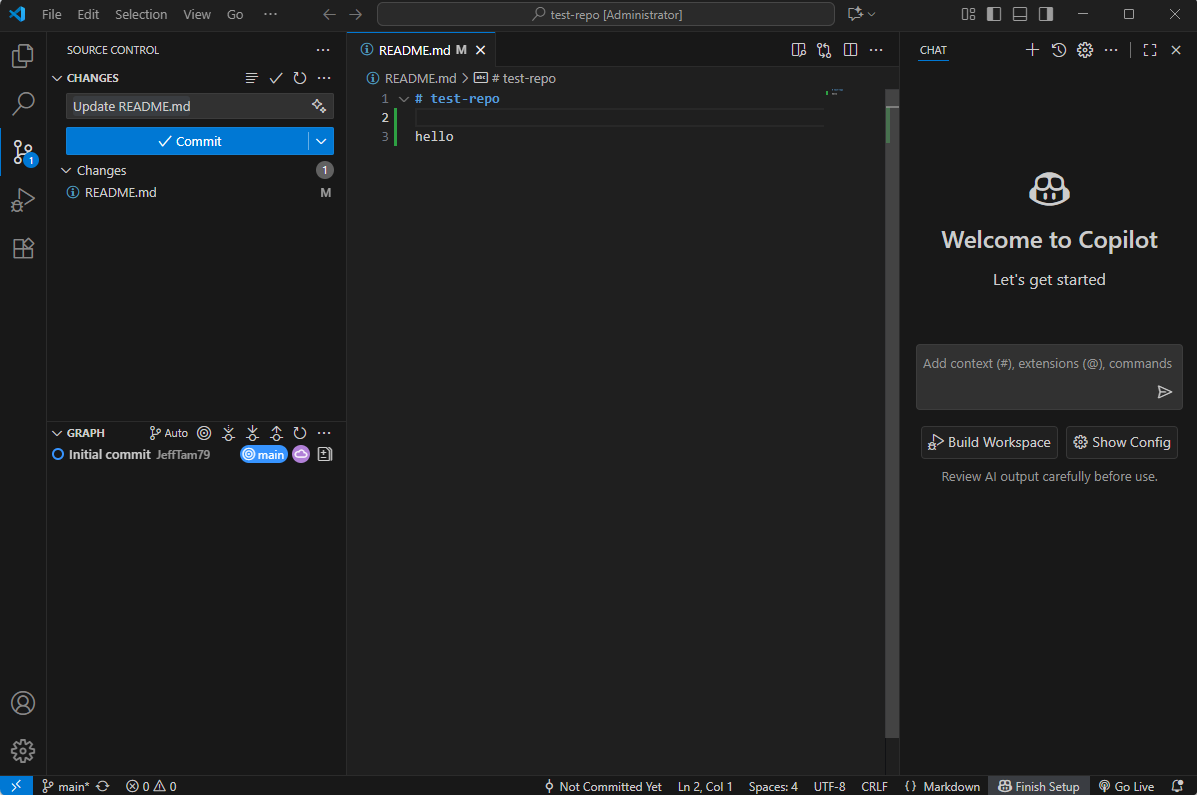 File Edit Selection View Go ··· test-repo [Administrator]
SOURCE CONTROL
CHANGES
Update README.md
Commit
Changes 1
README.md M
GRAPH Auto
Initial commit JeffTam79 main
README.md M
README.md > # test-repo
1 # test-repo
2
3 hello
CHAT
Welcome to Copilot
Let's get started
Add context (#), extensions (@), commands
Build Workspace Show Config
Review AI output carefully before use.
1
main* 0 0 Not Committed Yet Ln 2, Col 1 Spaces: 4 UTF-8 CRLF {} Markdown Finish Setup Go Live